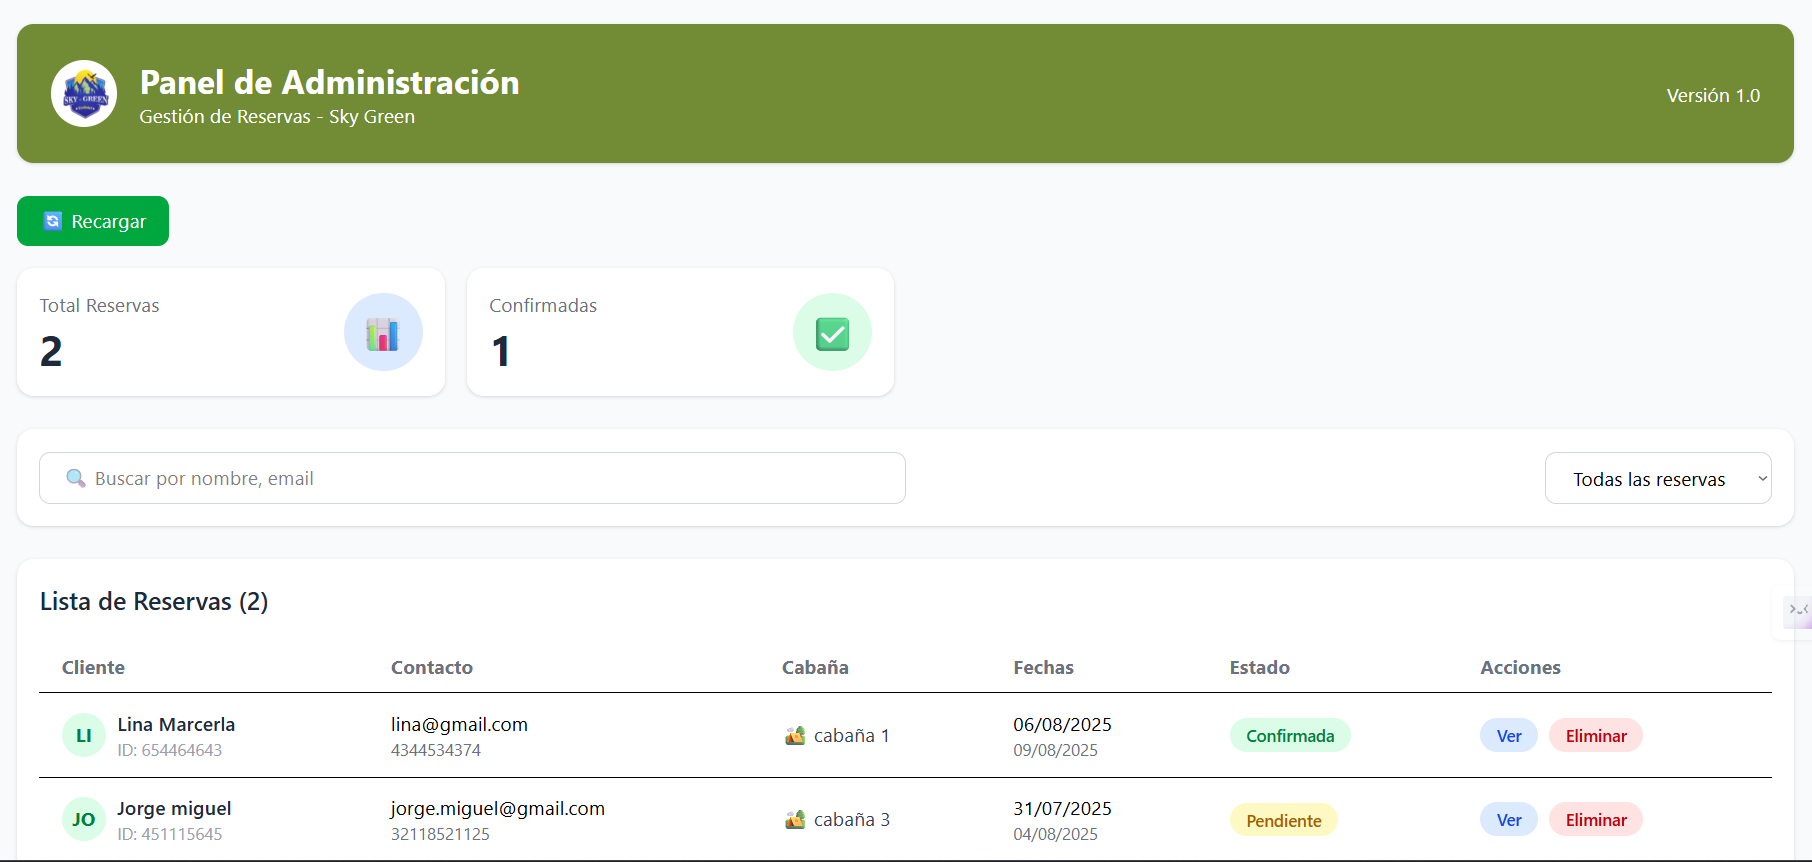 SKY-GREEN
Panel de Administración
Gestión de Reservas - Sky Green
Versión 1.0
Recargar
Total Reservas
2
Confirmadas
1
Buscar por nombre, email
Todas las reservas
Lista de Reservas (2)
Cliente Contacto Cabaña Fechas Estado Acciones
LI Lina Marcerla lina@gmail.com cabaña 1 06/08/2025 Confirmada Ver Eliminar
ID: 654464643 4344534374 09/08/2025
JO Jorge miguel jorge.miguel@gmail.com cabaña 3 31/07/2025 Pendiente Ver Eliminar
ID: 451115645 32118521125 04/08/2025